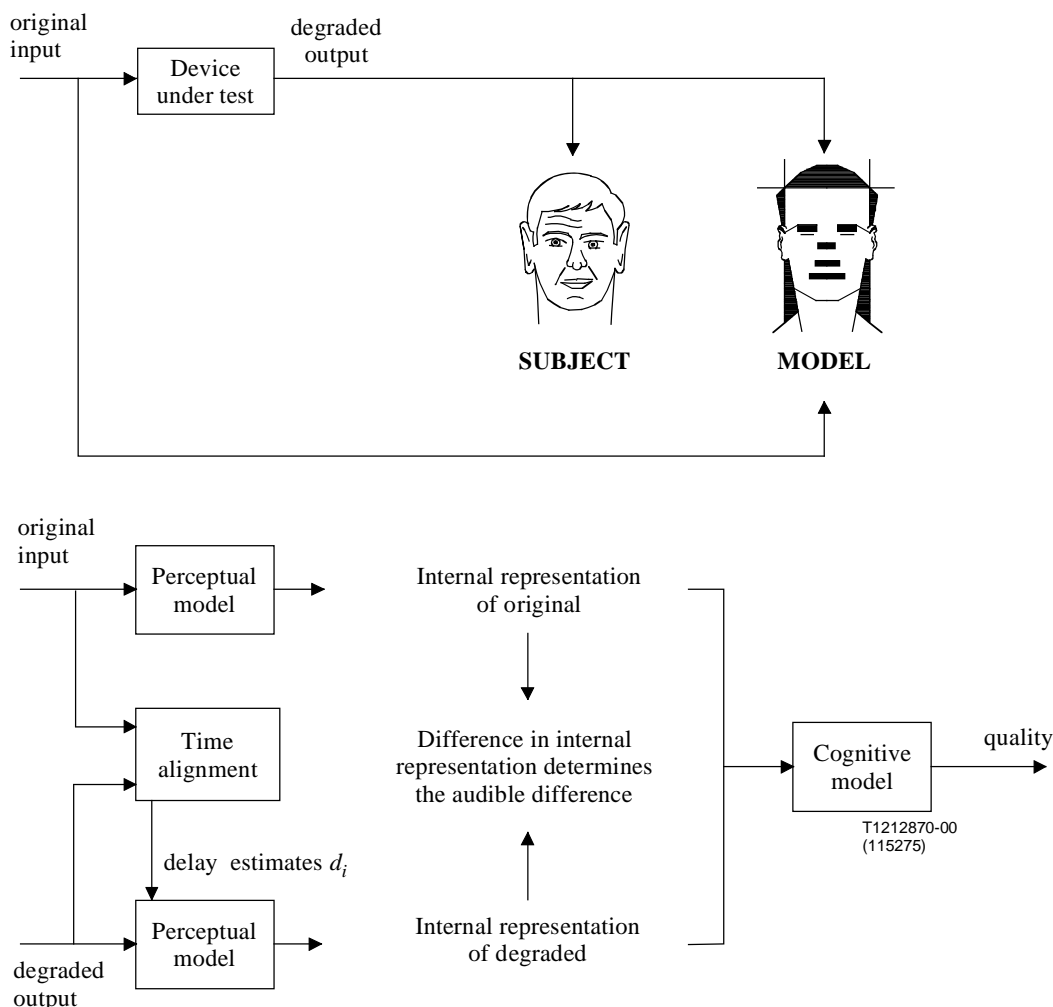 original
input
Device
under test
degraded
output
SUBJECT
MODEL
original
input
Perceptual
model
Internal representation
of original
Time
alignment
Difference in internal
representation determines
the audible difference
Cognitive
model
quality
T1212870-00
(115275)
delay estimates di
Perceptual
model
Internal representation
of degraded
degraded
output